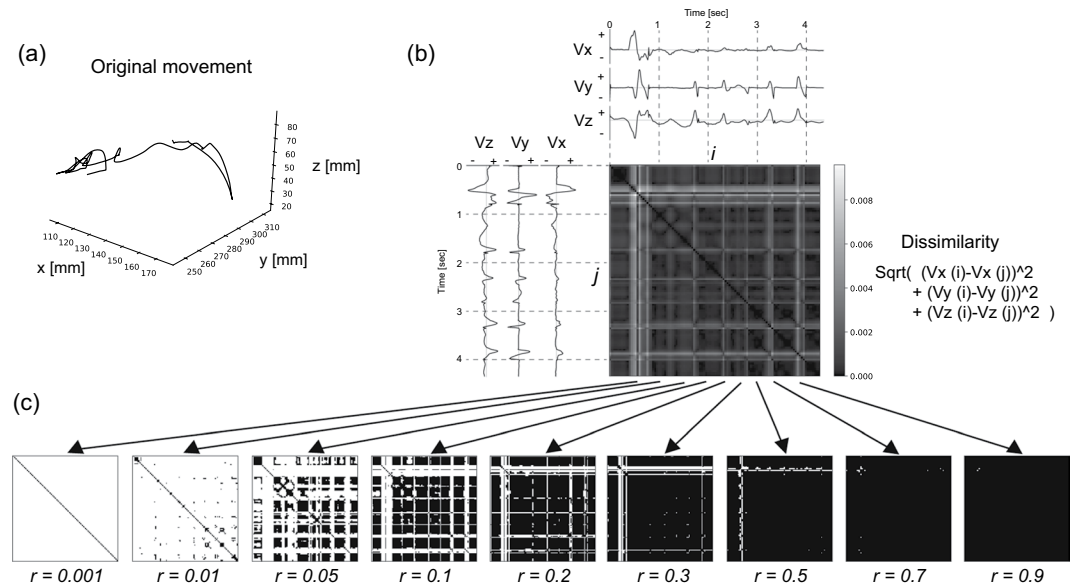 (a)
Original movement
80
70
60
50
40
30
20
z [mm]
110
120
130
140
150
160
170
x [mm]
250
260
270
280
290
300
310
y [mm]
(b)
Time [sec]
0 1 2 3 4
Vx + -
Vy + -
Vz + -
Vz Vy Vx
- + - + - +
i
j
Time [sec]
0
1
2
3
4
0.008
0.006
0.004
0.002
0.000
Dissimilarity
Sqrt( (Vx (i)-Vx (j))^2
+ (Vy (i)-Vy (j))^2
+ (Vz (i)-Vz (j))^2 )
(c)
r = 0.001 r = 0.01 r = 0.05 r = 0.1 r = 0.2 r = 0.3 r = 0.5 r = 0.7 r = 0.9